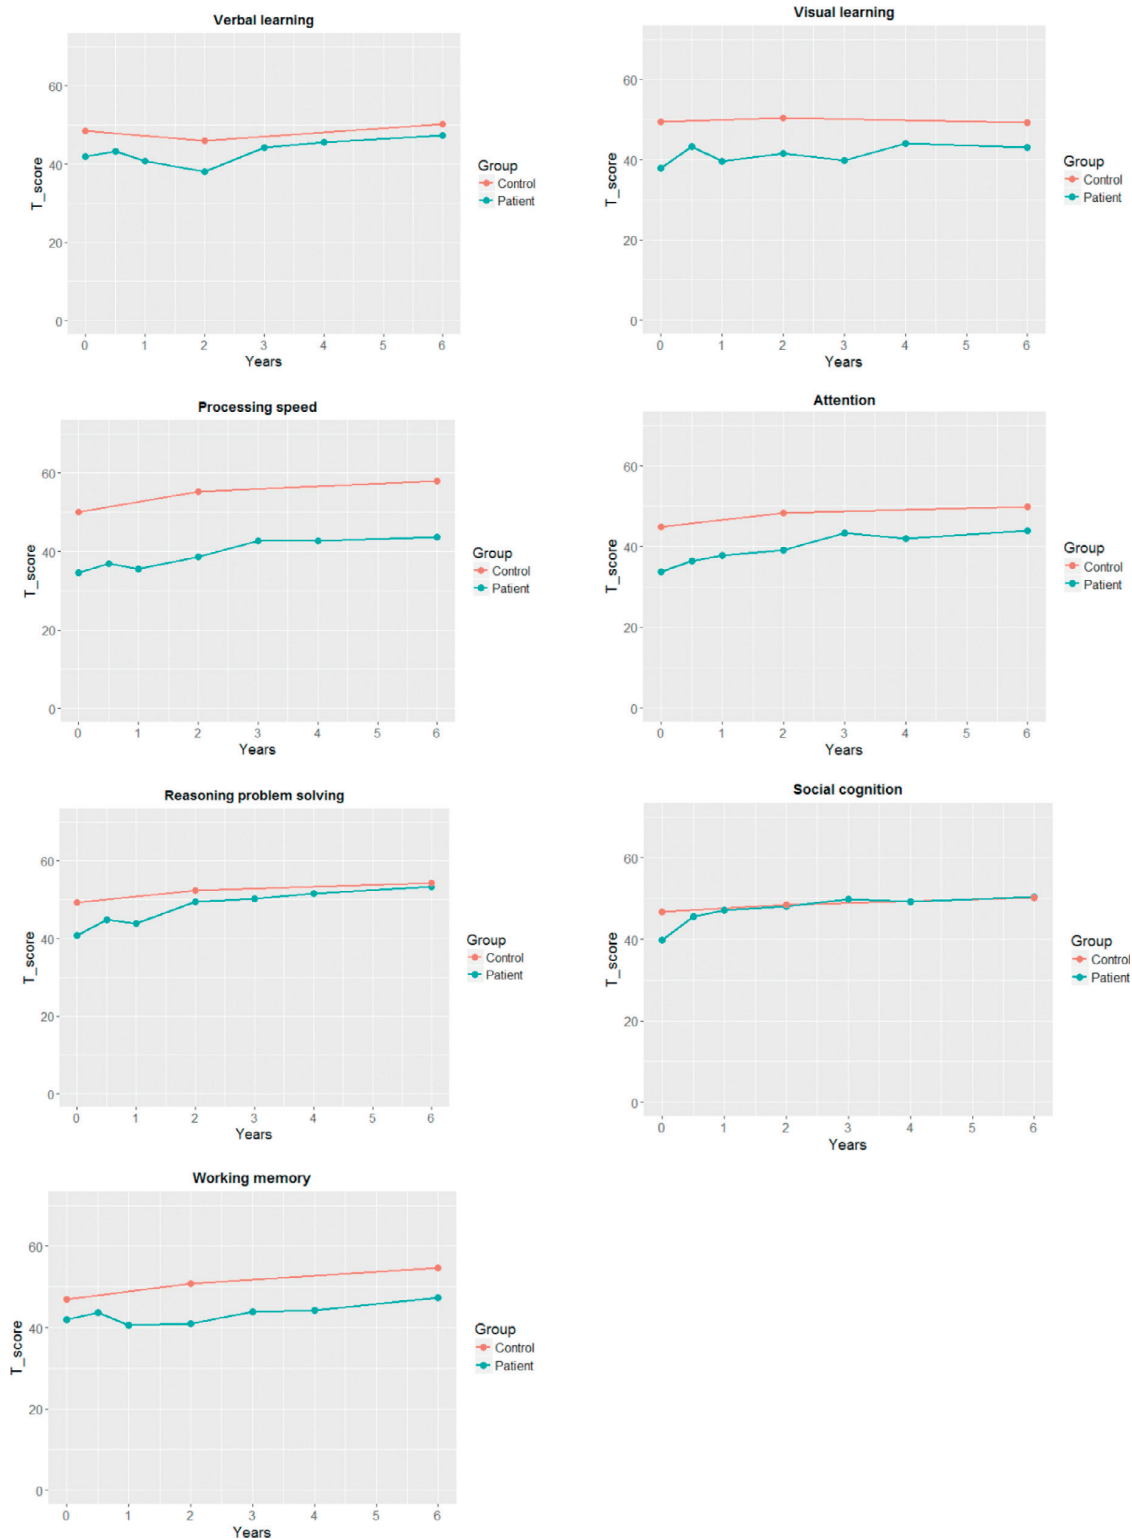 Verbal learning
60
40
20
0
T_score
0 1 2 3 4 5 6
Years
Group
Control
Patient
Visual learning
60
40
20
0
T_score
0 1 2 3 4 5 6
Years
Group
Control
Patient
Processing speed
60
40
20
0
T_score
0 1 2 3 4 5 6
Years
Group
Control
Patient
Attention
60
40
20
0
T_score
0 1 2 3 4 5 6
Years
Group
Control
Patient
Reasoning problem solving
60
40
20
0
T_score
0 1 2 3 4 5 6
Years
Group
Control
Patient
Social cognition
60
40
20
0
T_score
0 1 2 3 4 5 6
Years
Group
Control
Patient
Working memory
60
40
20
0
T_score
0 1 2 3 4 5 6
Years
Group
Control
Patient